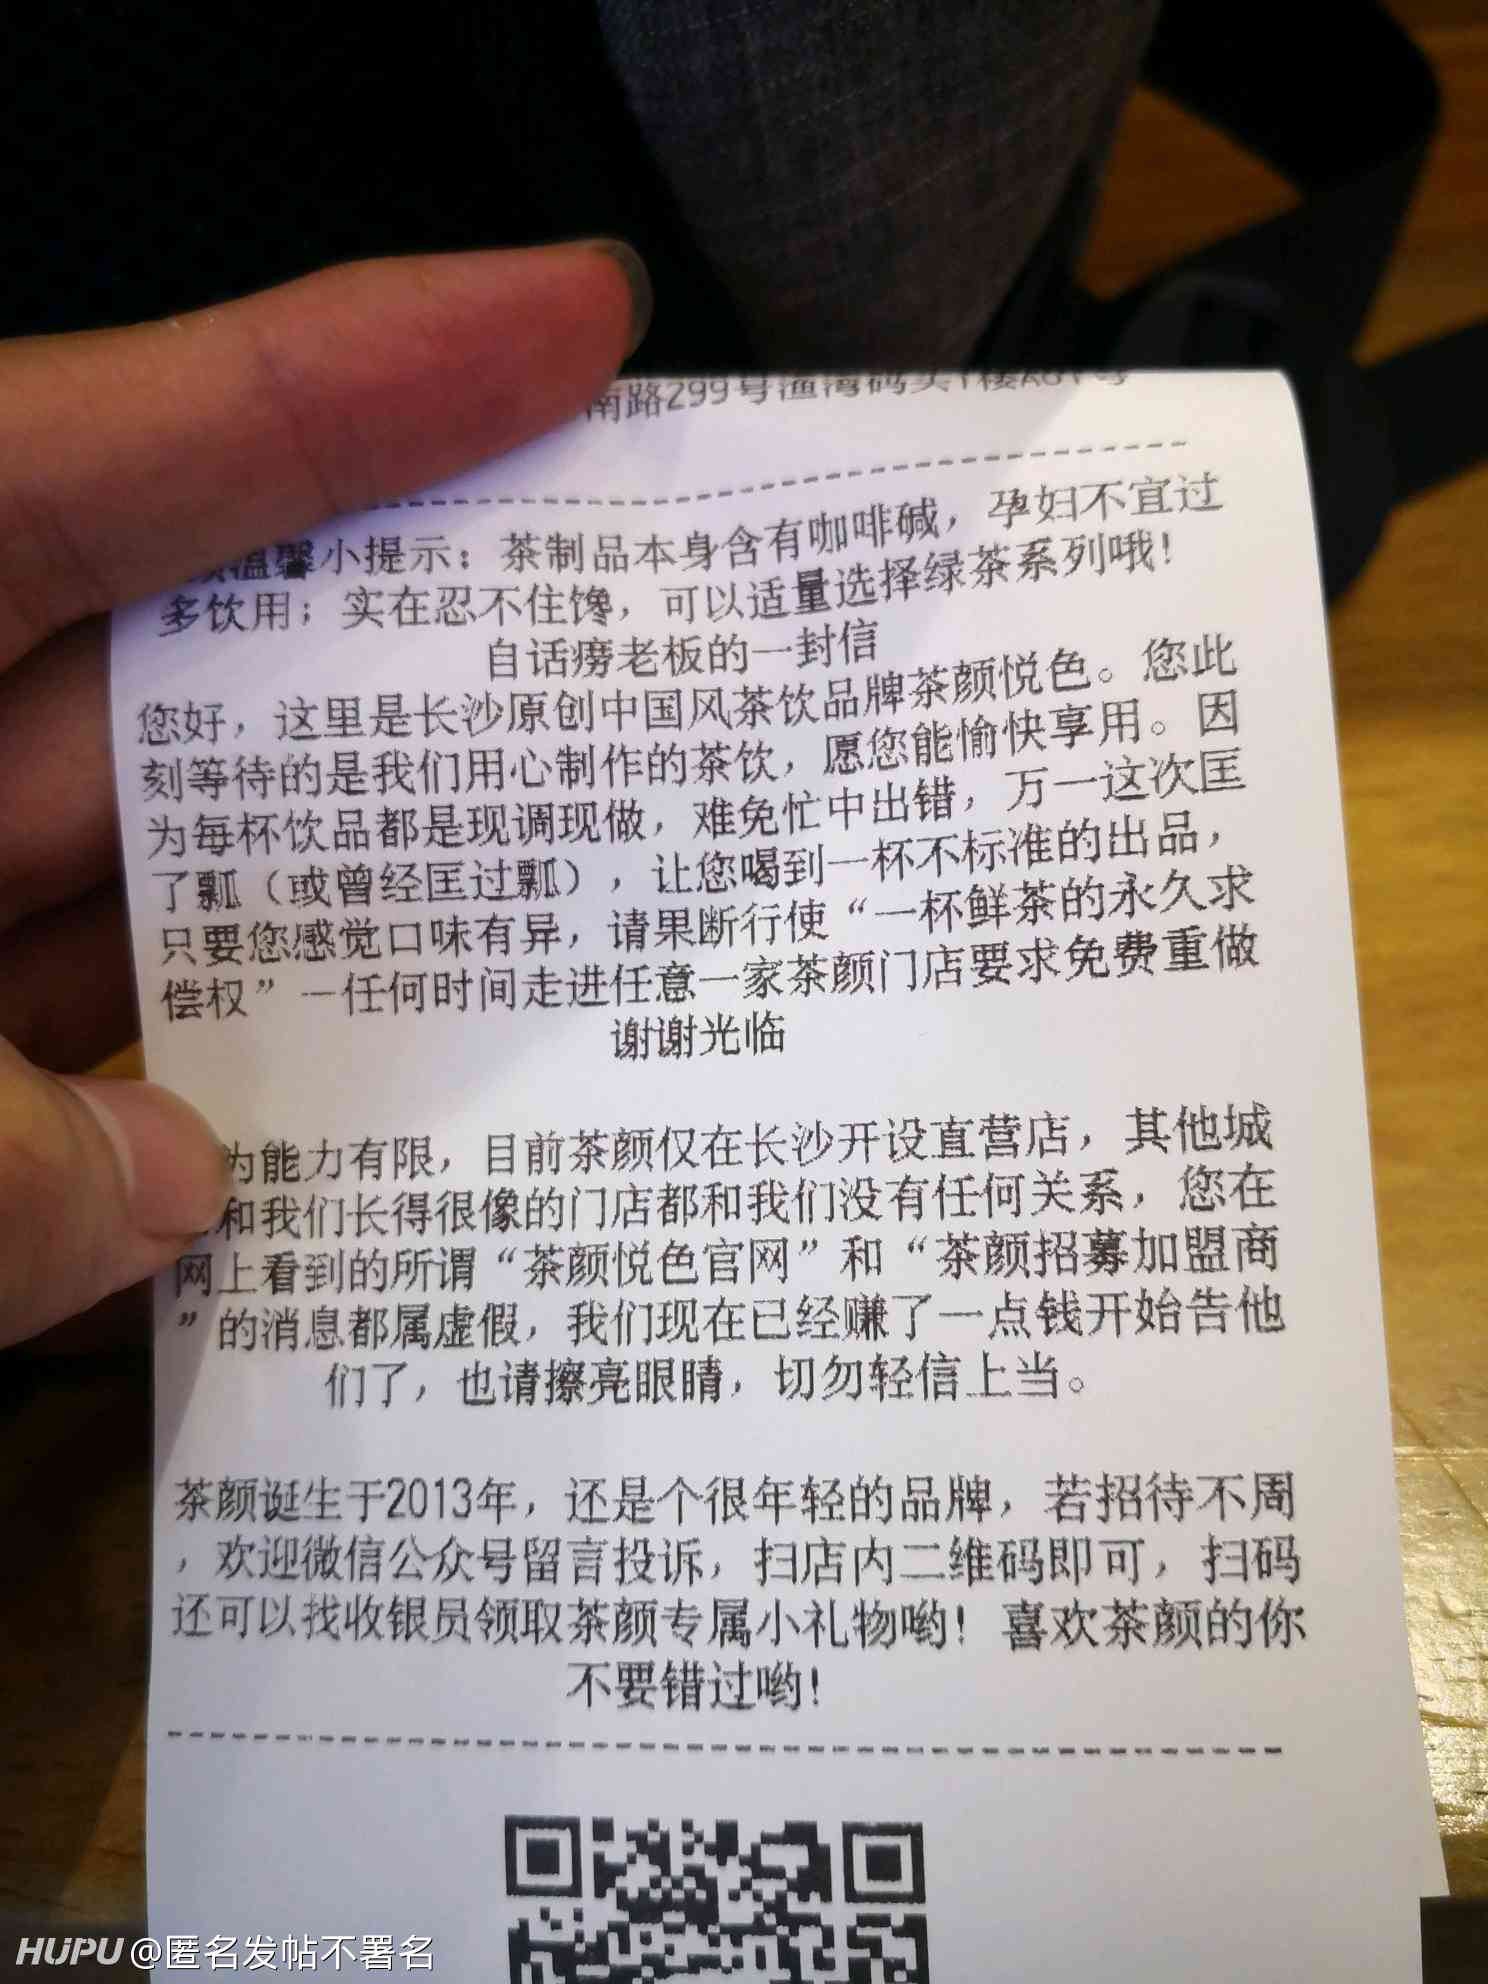 南路299号渔湾码头1楼A81号
温馨小提示：茶制品本身含有咖啡碱，孕妇不宜过
多饮用；实在忍不住馋，可以适量选择绿茶系列哦！
自话痨老板的一封信
您好，这里是长沙原创中国风茶饮品牌茶颜悦色。您此
刻等待的是我们用心制作的茶饮，愿您能愉快享用。因
为每杯饮品都是现调现做，难免忙中出错，万一这次匡
了瓢（或曾经匡过瓢），让您喝到一杯不标准的出品，
只要您感觉口味有异，请果断行使“一杯鲜茶的永久求
偿权”—任何时间走进任意一家茶颜门店要求免费重做
谢谢光临
为能力有限，目前茶颜仅在长沙开设直营店，其他城
和我们长得很像的门店都和我们没有任何关系，您在
网上看到的所谓“茶颜悦色官网”和“茶颜招募加盟商
”的消息都属虚假，我们现在已经赚了一点钱开始告他
们了，也请擦亮眼睛，切勿轻信上当。
茶颜诞生于2013年，还是个很年轻的品牌，若招待不周
，欢迎微信公众号留言投诉，扫店内二维码即可，扫码
还可以找收银员领取茶颜专属小礼物哟！喜欢茶颜的你
不要错过哟！
HUPU @匿名发帖不署名